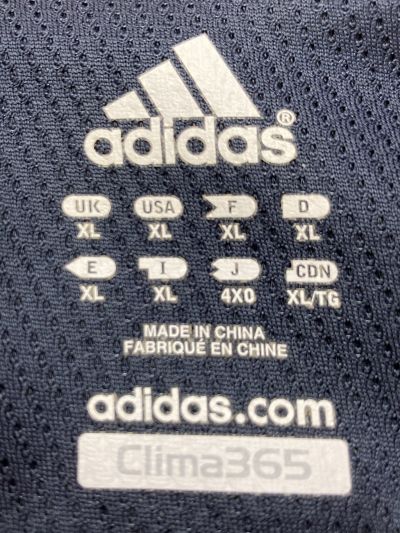 adidas®
UK USA F D
XL XL XL XL
E I J CDN
XL XL 4XO XL/TG
MADE IN CHINA
FABRIQUÉ EN CHINE
adidas.com
Clima365